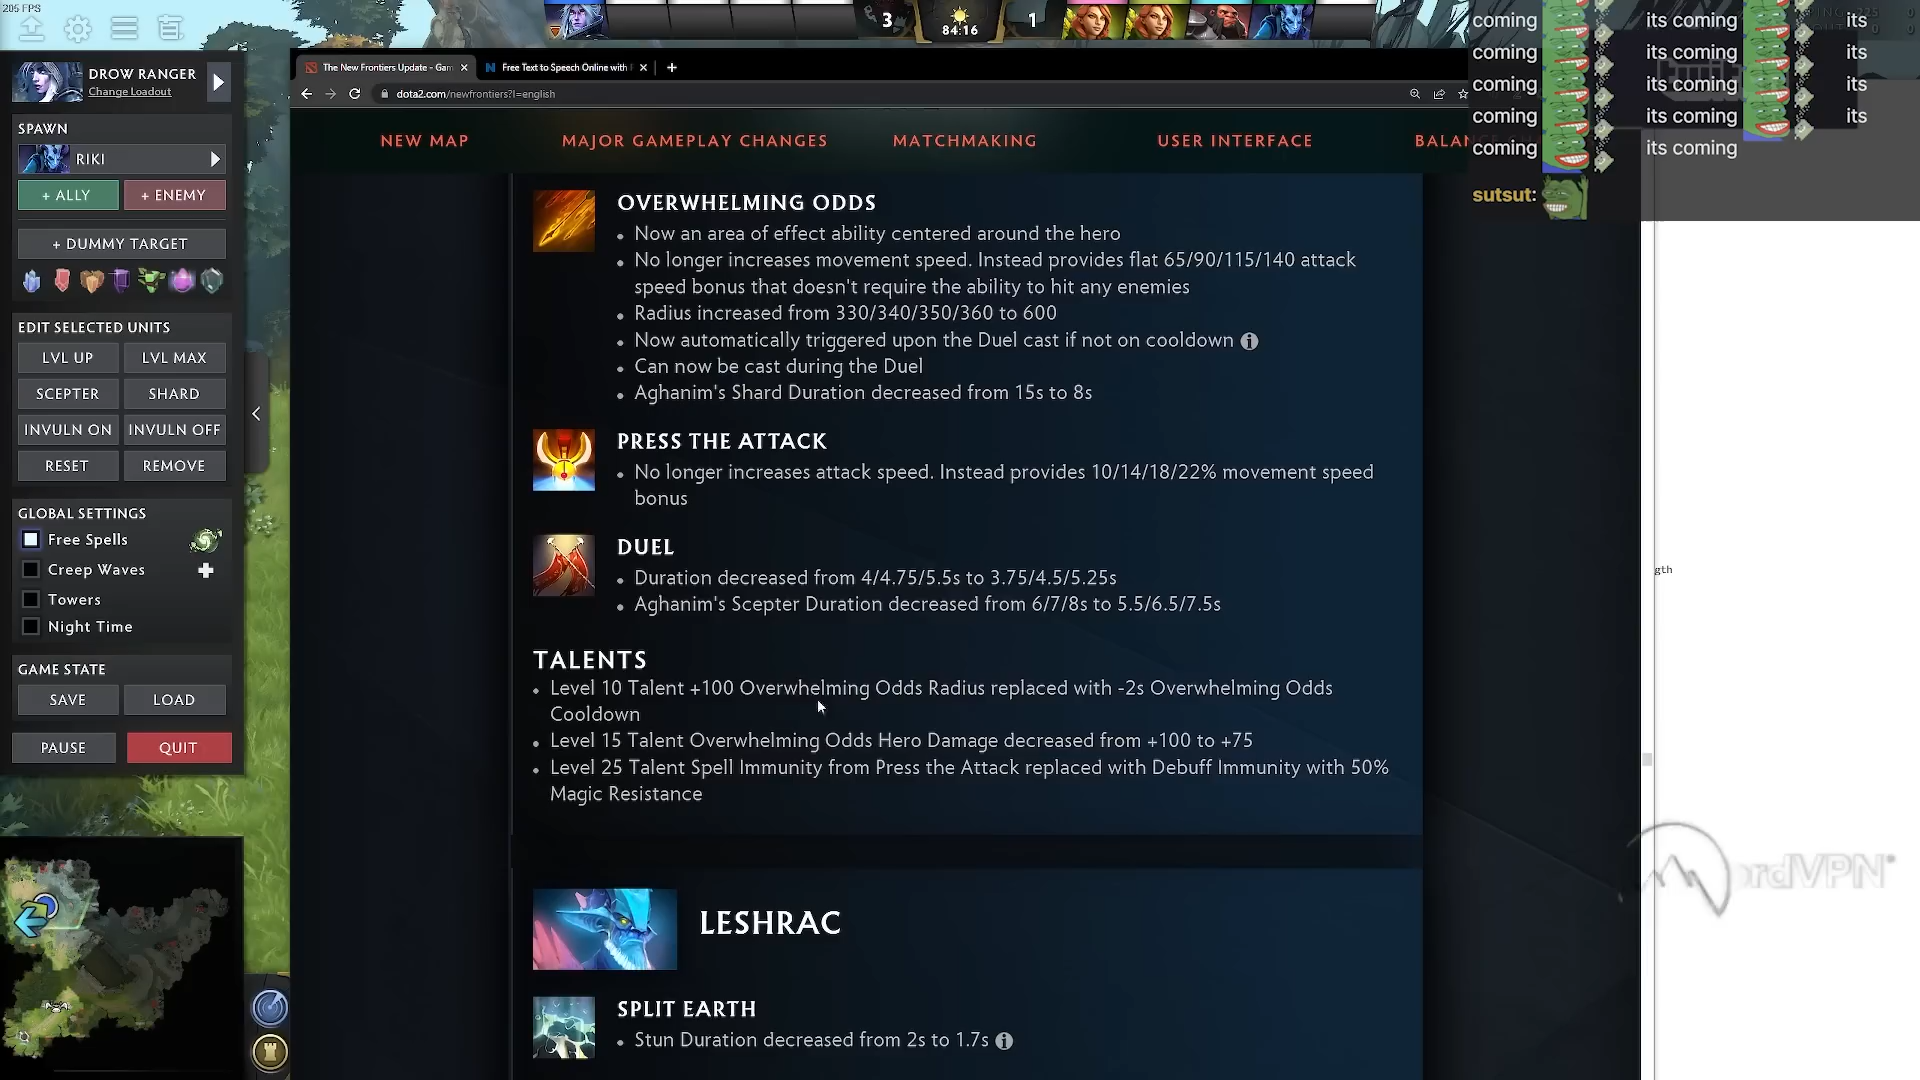 205 FPS
3
84:16
1
coming its coming its
coming its coming its
coming its coming its
coming its coming its
coming its coming
sutsut:
DROW RANGER
Change Loadout
SPAWN
RIKI
+ ALLY
+ ENEMY
+ DUMMY TARGET
EDIT SELECTED UNITS
LVL UP
LVL MAX
SCEPTER
SHARD
INVULN ON
INVULN OFF
RESET
REMOVE
GLOBAL SETTINGS
Free Spells
Creep Waves
Towers
Night Time
GAME STATE
SAVE
LOAD
PAUSE
QUIT
The New Frontiers Update - Gam
Free Text to Speech Online with
dota2.com/newfrontiers?l=english
NEW MAP
MAJOR GAMEPLAY CHANGES
MATCHMAKING
USER INTERFACE
BALAN
OVERWHELMING ODDS
Now an area of effect ability centered around the hero
No longer increases movement speed. Instead provides flat 65/90/115/140 attack
speed bonus that doesn't require the ability to hit any enemies
Radius increased from 330/340/350/360 to 600
Now automatically triggered upon the Duel cast if not on cooldown
Can now be cast during the Duel
Aghanim's Shard Duration decreased from 15s to 8s
PRESS THE ATTACK
No longer increases attack speed. Instead provides 10/14/18/22% movement speed
bonus
DUEL
Duration decreased from 4/4.75/5.5s to 3.75/4.5/5.25s
Aghanim's Scepter Duration decreased from 6/7/8s to 5.5/6.5/7.5s
TALENTS
Level 10 Talent +100 Overwhelming Odds Radius replaced with -2s Overwhelming Odds
Cooldown
Level 15 Talent Overwhelming Odds Hero Damage decreased from +100 to +75
Level 25 Talent Spell Immunity from Press the Attack replaced with Debuff Immunity with 50%
Magic Resistance
LESHRAC
SPLIT EARTH
Stun Duration decreased from 2s to 1.7s
gth
rdVPN®